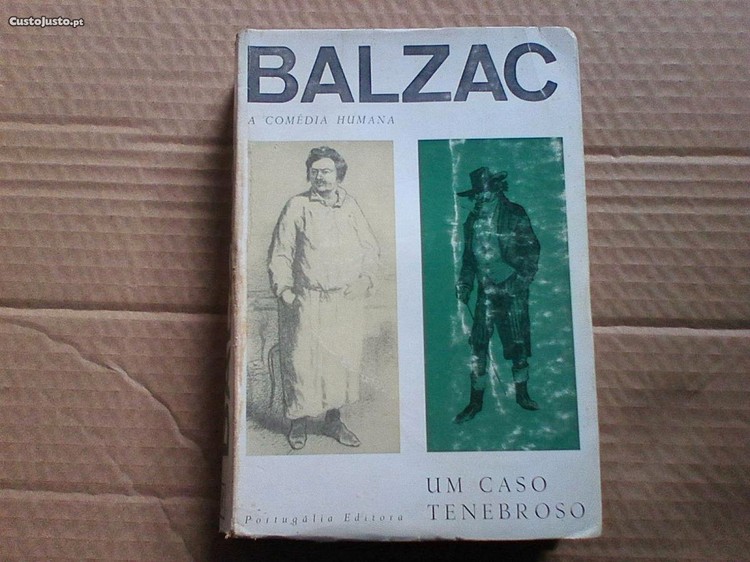 CustoJusto.pt
BALZAC
A COMÉDIA HUMANA
UM CASO
TENEBROSO
Portugália Editora